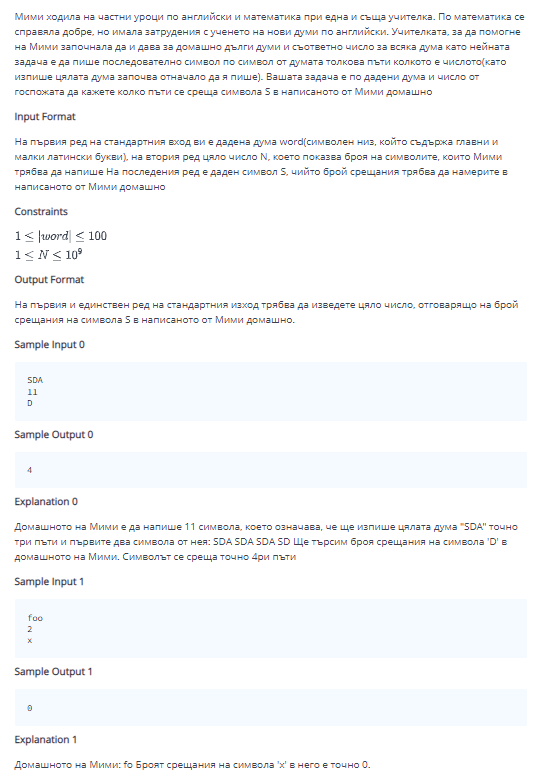 Мими ходила на частни уроци по английски и математика при една и съща учителка. По математика се
справяла добре, но имала затруднения с ученето на нови думи по английски. Учителката, за да помогне
на Мими започнала да и дава за домашно дълги думи и съответно число за всяка дума като нейната
задача е да пише последователно символ по символ от думата толкова пъти колкото е числото(като
изпише цялата дума започва отначало да я пише). Вашата задача е по дадени дума и число от
госпожата да кажете колко пъти се среща символа S в написаното от Мими домашно
Input Format
На първия ред на стандартния вход ви е дадена дума word(символен низ, който съдържа главни и
малки латински букви), на втория ред цяло число N, което показва броя на символите, които Мими
трябва да напише На последения ред е даден символ S, чийто брой срещания трябва да намерите в
написаното от Мими домашно
Constraints
1 ≤ |word| ≤ 100
1 ≤ N ≤ 10⁹
Output Format
На първия и единствен ред на стандартния изход трябва да изведете цяло число, отговарящо на брой
срещания на символа S в написаното от Мими домашно.
Sample Input 0
SDA
11
D
Sample Output 0
4
Explanation 0
Домашното на Мими е да напише 11 символа, което означава, че ще изпише цялата дума "SDA" точно
три пъти и първите два символа от нея: SDA SDA SDA SD Ще търсим броя срещания на символа 'D' в
домашното на Мими. Символът се среща точно 4ри пъти
Sample Input 1
foo
2
x
Sample Output 1
0
Explanation 1
Домашното на Мими: fo Броят срещания на символа 'x' в него е точно 0.